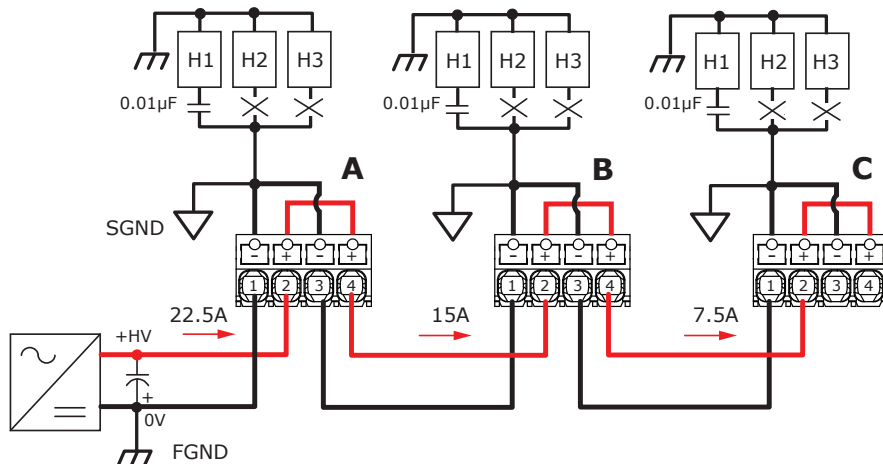 H1 H2 H3 H1 H2 H3 H1 H2 H3
0.01μF 0.01μF 0.01μF
A B C
SGND
- + - + - + - + - + - +
1 2 3 4 1 2 3 4 1 2 3 4
22.5A 15A 7.5A
+HV
+
0V
FGND